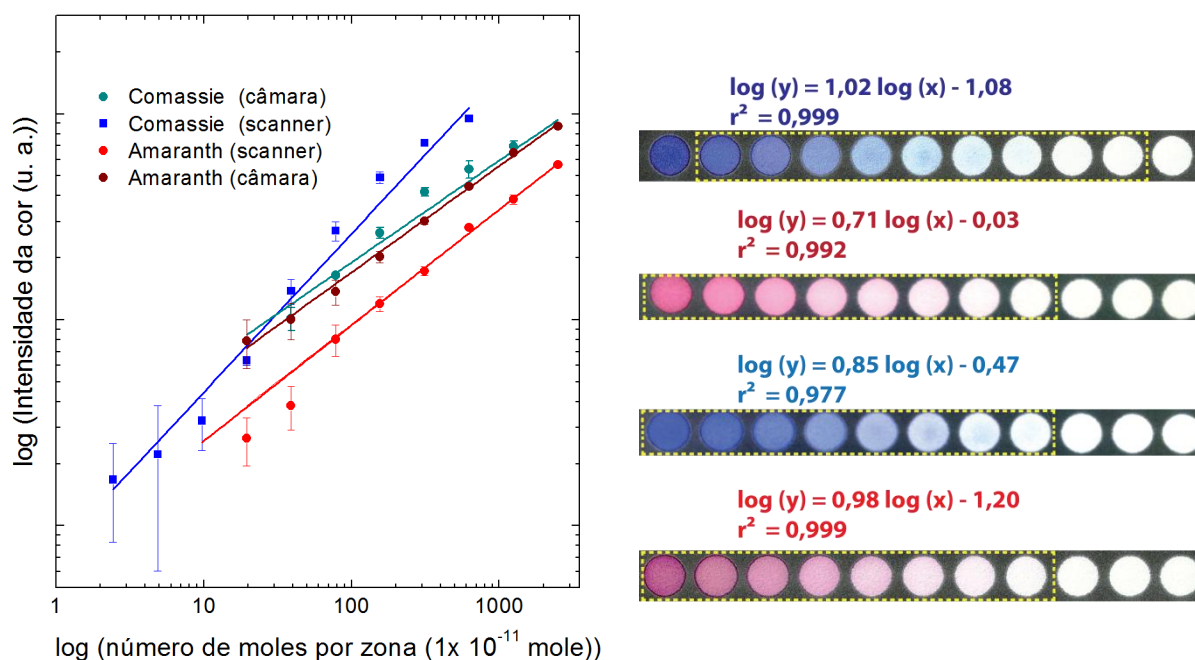 log (Intensidade da cor (u. a.))
Comassie (câmara)
Comassie (scanner)
Amaranth (scanner)
Amaranth (câmara)
1 10 100 1000
log (número de moles por zona (1x 10⁻¹¹ mole))
log (y) = 1,02 log (x) - 1,08
r² = 0,999
log (y) = 0,71 log (x) - 0,03
r² = 0,992
log (y) = 0,85 log (x) - 0,47
r² = 0,977
log (y) = 0,98 log (x) - 1,20
r² = 0,999